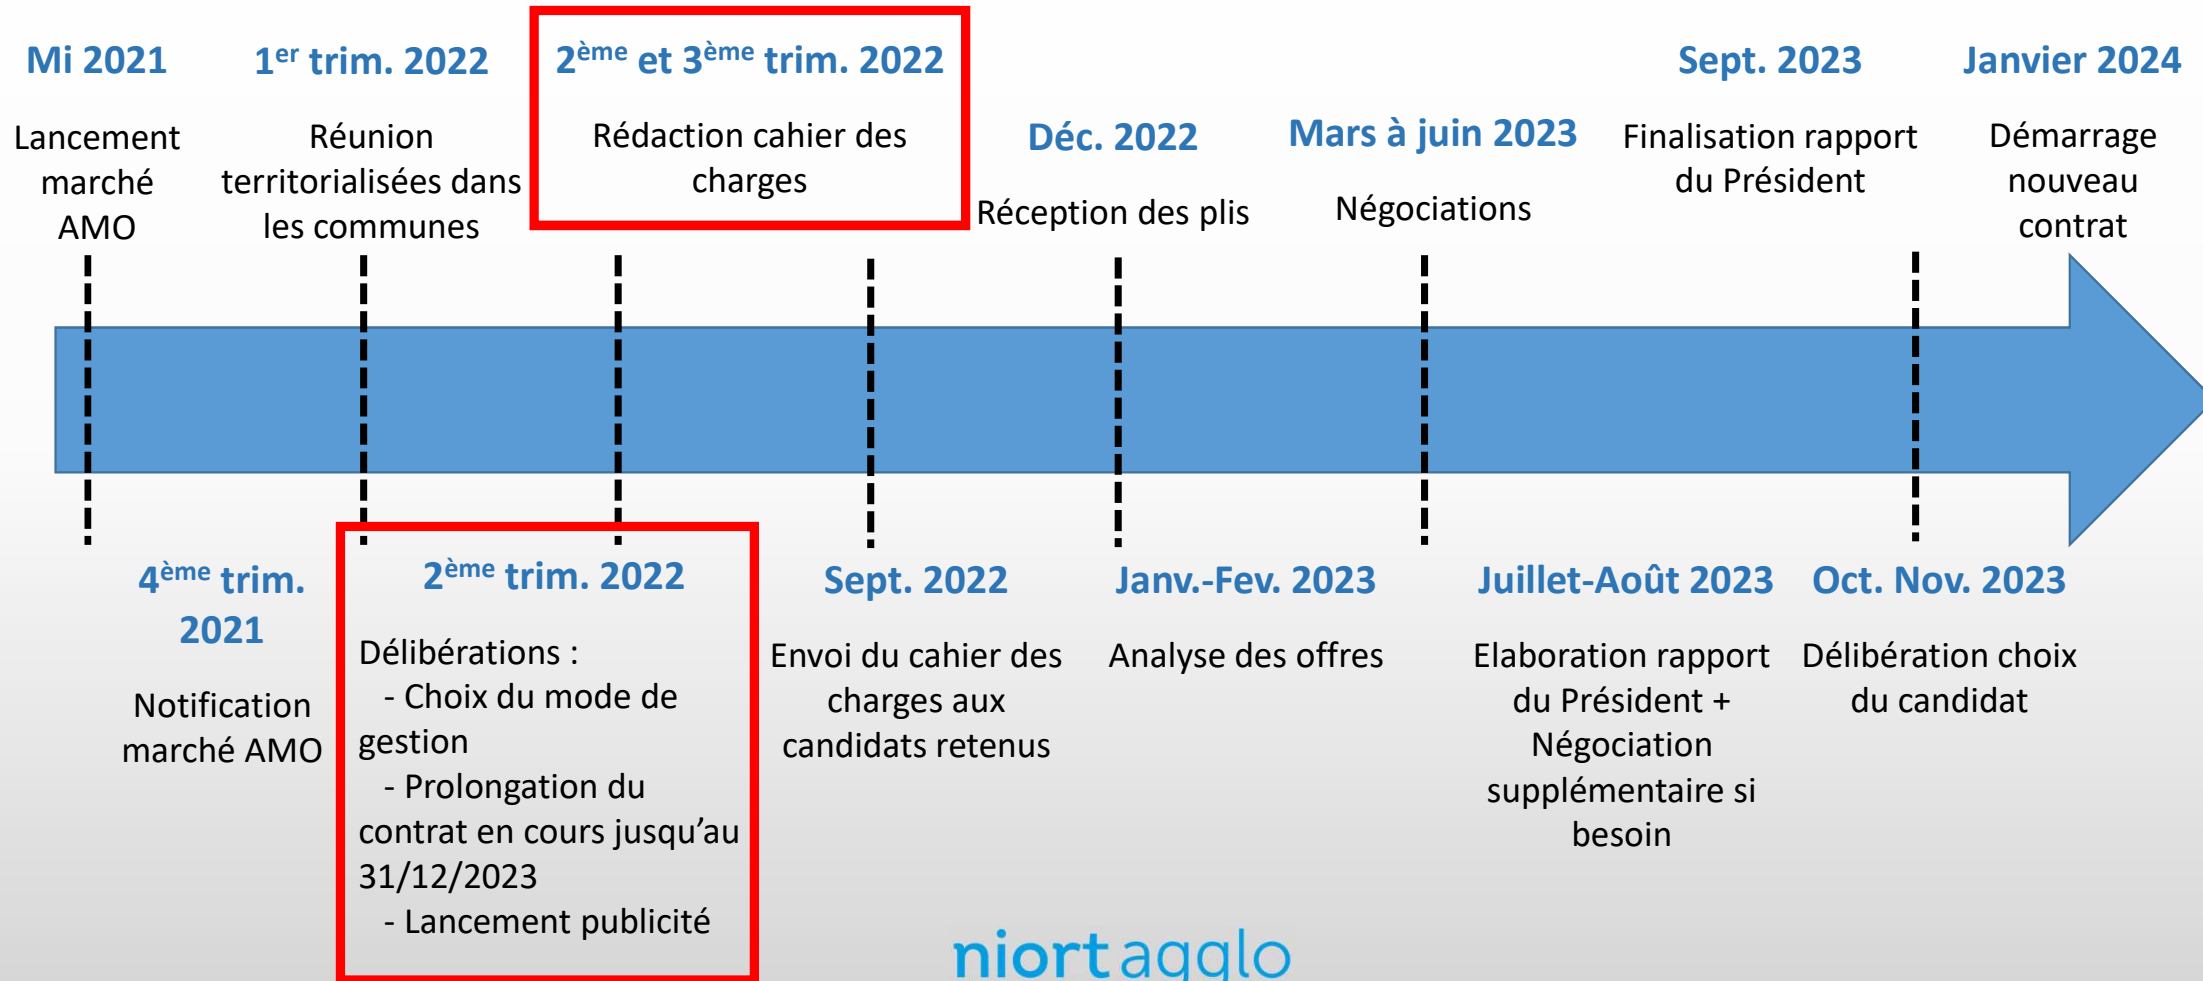 Mi 2021
Lancement
marché
AMO
1er trim. 2022
Réunion
territorialisées dans
les communes
2ème et 3ème trim. 2022
Rédaction cahier des
charges
Déc. 2022
Réception des plis
Mars à juin 2023
Négociations
Sept. 2023
Finalisation rapport
du Président
Janvier 2024
Démarrage
nouveau
contrat
4ème trim.
2021
Notification
marché AMO
2ème trim. 2022
Délibérations :
- Choix du mode de
gestion
- Prolongation du
contrat en cours jusqu’au
31/12/2023
- Lancement publicité
Sept. 2022
Envoi du cahier des
charges aux
candidats retenus
Janv.-Fev. 2023
Analyse des offres
Juillet-Août 2023
Elaboration rapport
du Président +
Négociation
supplémentaire si
besoin
Oct. Nov. 2023
Délibération choix
du candidat
niort agglo